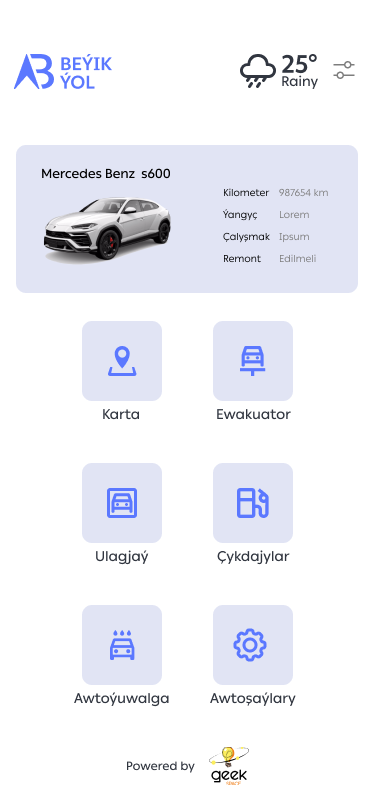 BEÝIK
ÝOL
25°
Rainy
Mercedes Benz s600
Kilometer 987654 km
Ýangyç Lorem
Çalyşmak Ipsum
Remont Edilmeli
Karta Ewakuator
Ulagjaý Çykdajylar
Awtoýuwalga Awtoşaýlary
Powered by geek